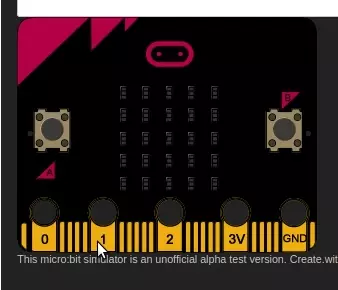 B
A
0 1 2 3V GND
This micro:bit simulator is an unofficial alpha test version. Create.wit